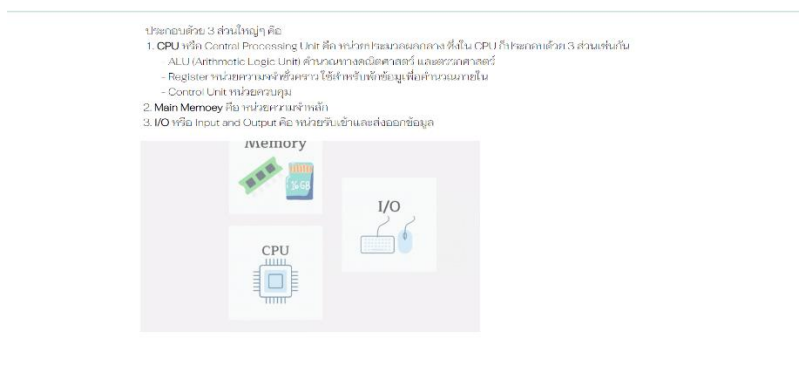 ประกอบด้วย 3 ส่วนใหญ่ๆ คือ
1. CPU หรือ Control Processing Unit คือ หน่วยประมวลผลกลาง ซึ่งใน CPU ก็ประกอบด้วย 3 ส่วนเช่นกัน
- ALU (Arithmetic Logic Unit) คำนวณทางคณิตศาสตร์ และตรรกศาสตร์
- Register หน่วยความจำชั่วคราว ใช้สำหรับพักข้อมูลเพื่อคำนวณภายใน
- Control Unit หน่วยควบคุม
2. Main Memoey คือ หน่วยความจำหลัก
3. I/O หรือ Input and Output คือ หน่วยรับเข้าและส่งออกข้อมูล
Memory
I/O
CPU